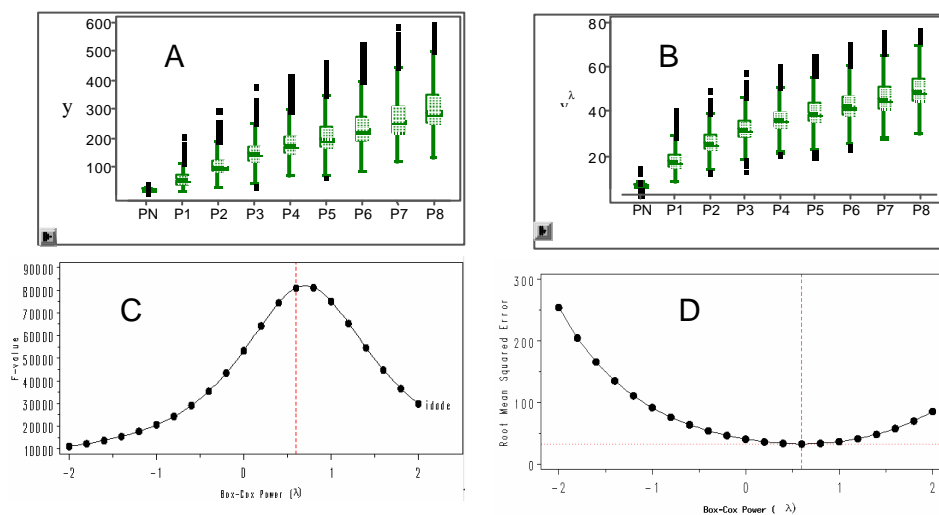 600
500
400
300
200
100
y
A
PN P1 P2 P3 P4 P5 P6 P7 P8
80
60
40
20
B
PN P1 P2 P3 P4 P5 P6 P7 P8
90000
80000
70000
60000
50000
40000
30000
20000
10000
F-value
C
idade
-2 -1 0 1 2
Box-Cox Power (λ)
300
200
100
0
Root Mean Squared Error
D
-2 -1 0 1 2
Box-Cox Power ( λ)